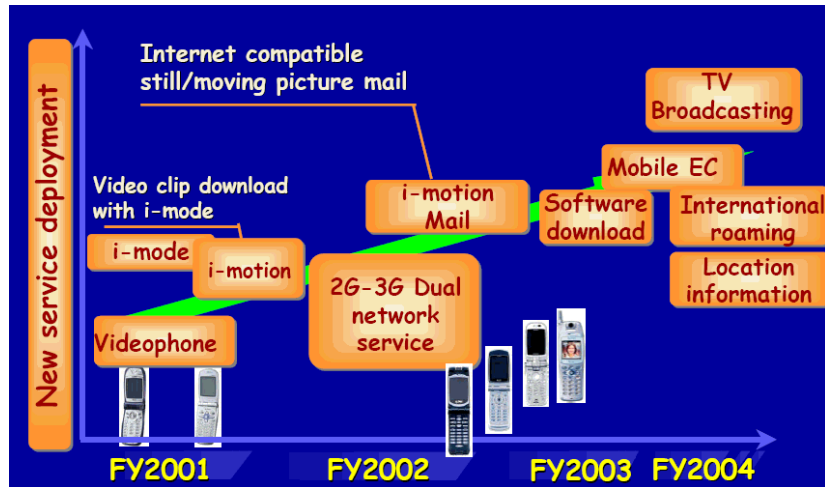 New service deployment
Internet compatible
still/moving picture mail
TV
Broadcasting
Mobile EC
Video clip download
with i-mode
i-motion
Mail
Software
download
International
roaming
i-mode
i-motion
2G-3G Dual
network
service
Location
information
Videophone
FY2001
FY2002
FY2003
FY2004